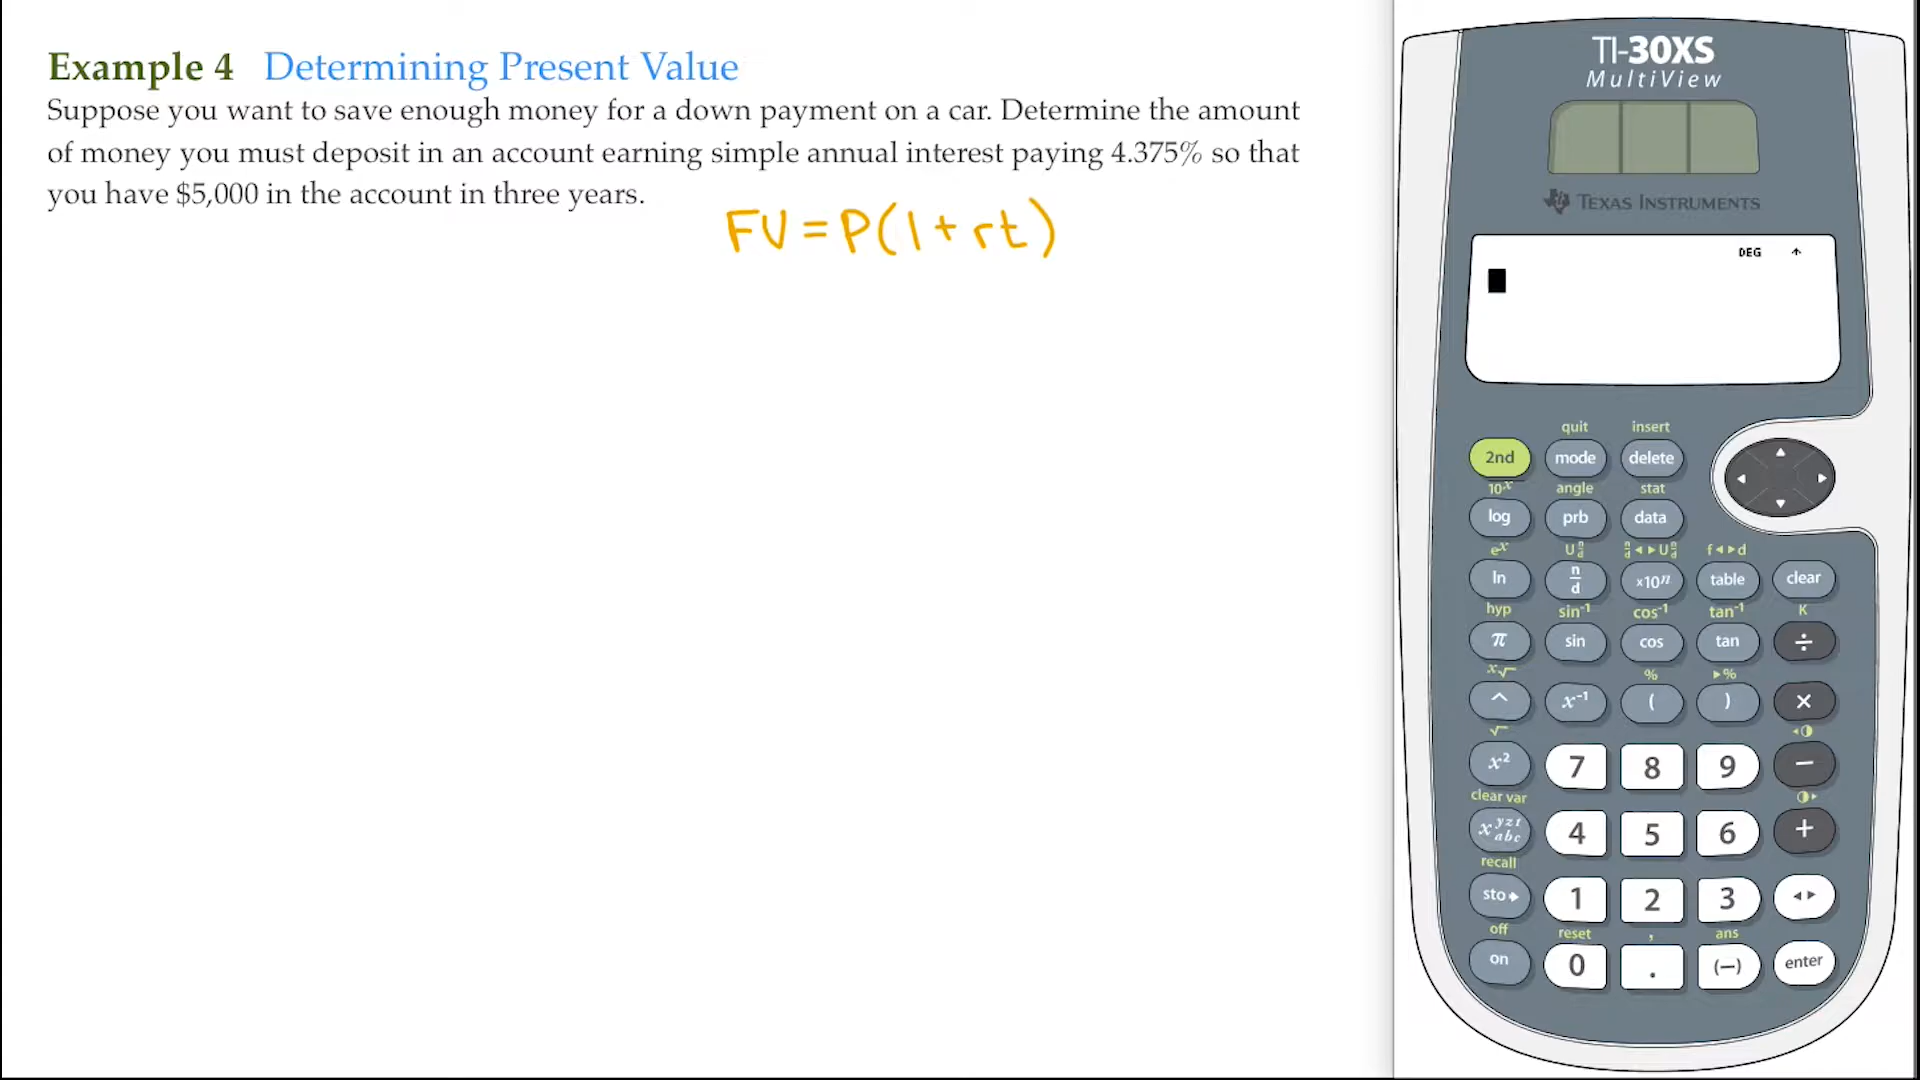 Example 4 Determining Present Value
Suppose you want to save enough money for a down payment on a car. Determine the amount
of money you must deposit in an account earning simple annual interest paying 4.375% so that
you have $5,000 in the account in three years.
FV = P(1 + rt)
TI-30XS
MultiView
TEXAS INSTRUMENTS
DEG ↑
quit insert
2nd mode delete
10ˣ angle stat
log prb data
eˣ U n/d n/d ◄► U n/d f◄►d
ln n/d ×10ⁿ table clear
hyp sin⁻¹ cos⁻¹ tan⁻¹ K
π sin cos tan ÷
ˣ√ % ►%
^ x⁻¹ ( ) ×
√ ◄◑
x² 7 8 9 −
clear var ◑►
x yzt abc 4 5 6 +
recall
sto► 1 2 3 ◄►
off reset , ans
on 0 . (−) enter